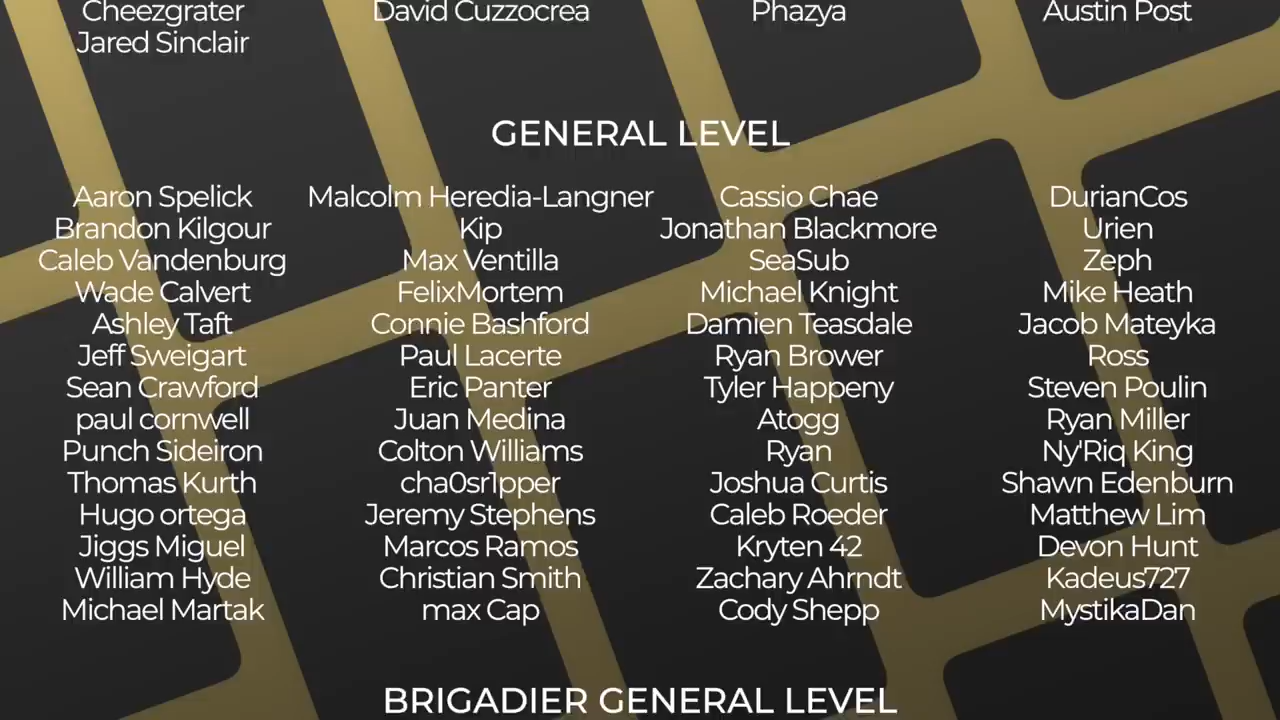 Cheezgrater David Cuzzocrea Phazya Austin Post
Jared Sinclair
GENERAL LEVEL
Aaron Spelick Malcolm Heredia-Langner Cassio Chae DurianCos
Brandon Kilgour Kip Jonathan Blackmore Urien
Caleb Vandenburg Max Ventilla SeaSub Zeph
Wade Calvert FelixMortem Michael Knight Mike Heath
Ashley Taft Connie Bashford Damien Teasdale Jacob Mateyka
Jeff Sweigart Paul Lacerte Ryan Brower Ross
Sean Crawford Eric Panter Tyler Happeny Steven Poulin
paul cornwell Juan Medina Atogg Ryan Miller
Punch Sideiron Colton Williams Ryan Ny'Riq King
Thomas Kurth cha0sr1pper Joshua Curtis Shawn Edenburn
Hugo ortega Jeremy Stephens Caleb Roeder Matthew Lim
Jiggs Miguel Marcos Ramos Kryten 42 Devon Hunt
William Hyde Christian Smith Zachary Ahrndt Kadeus727
Michael Martak max Cap Cody Shepp MystikaDan
BRIGADIER GENERAL LEVEL